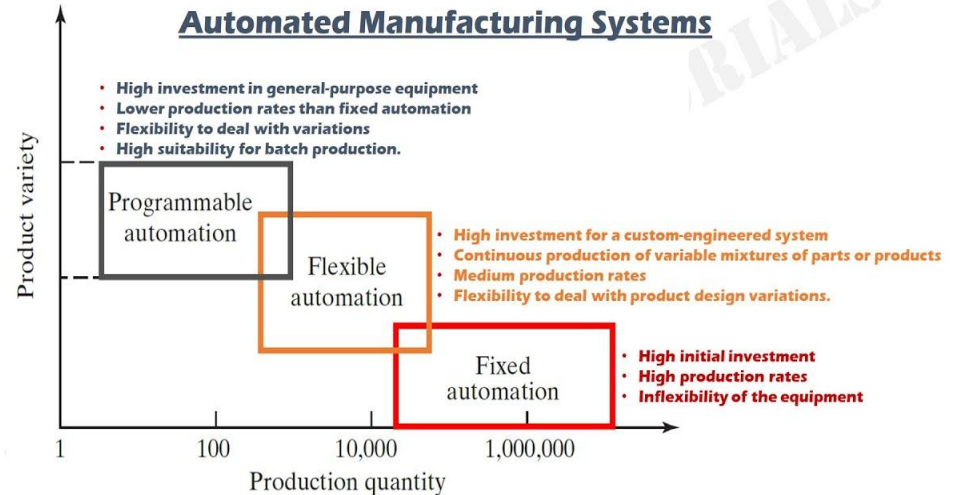 Automated Manufacturing Systems
RIALS
• High investment in general-purpose equipment
• Lower production rates than fixed automation
• Flexibility to deal with variations
• High suitability for batch production.
Product variety
Programmable
automation
Flexible
automation
• High investment for a custom-engineered system
• Continuous production of variable mixtures of parts or products
• Medium production rates
• Flexibility to deal with product design variations.
Fixed
automation
• High initial investment
• High production rates
• Inflexibility of the equipment
1 100 10,000 1,000,000
Production quantity